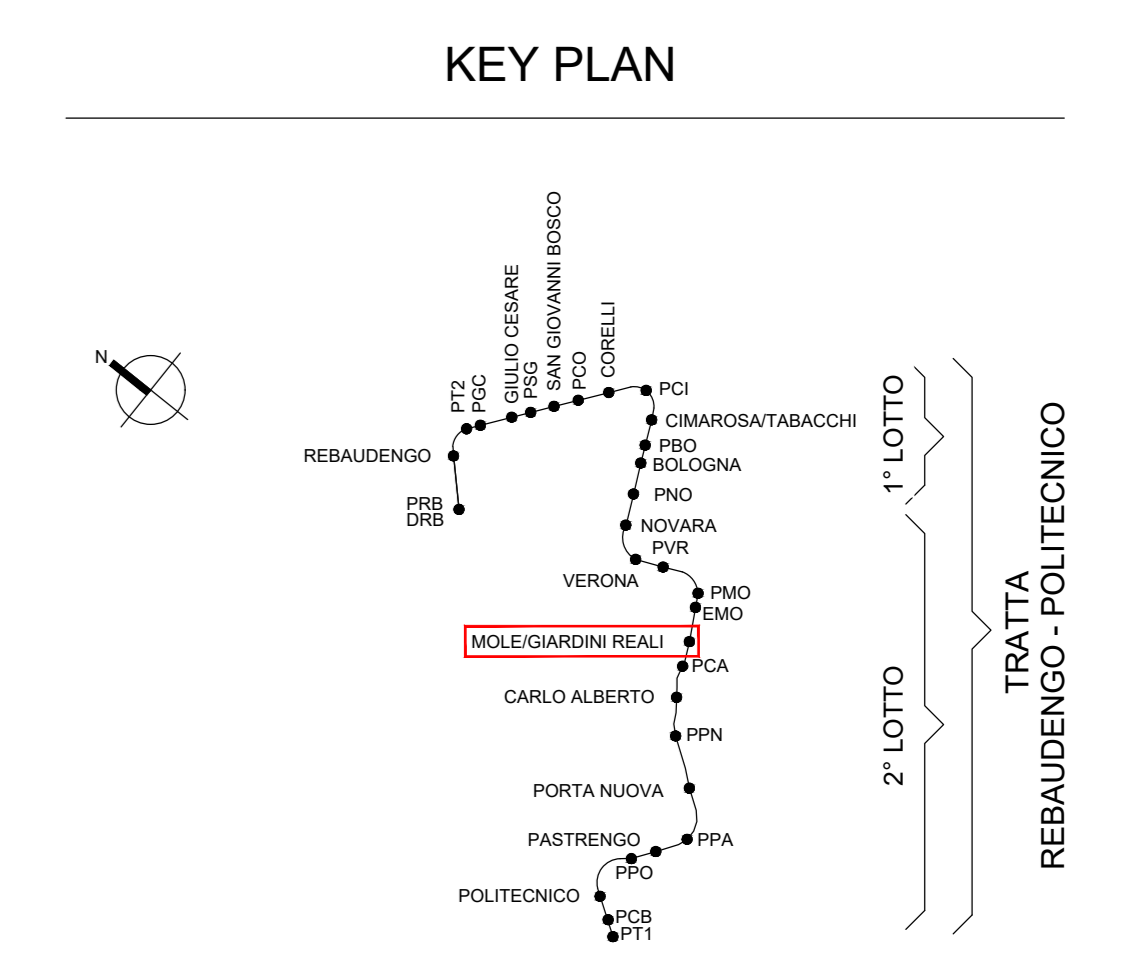 KEY PLAN
N
PT2
PGC
GIULIO CESARE
PSG
SAN GIOVANNI BOSCO
PCO
CORELLI
PCI
CIMAROSA/TABACCHI
REBAUDENGO
PBO
BOLOGNA
PRB
DRB
PNO
NOVARA
PVR
VERONA
PMO
EMO
MOLE/GIARDINI REALI
PCA
CARLO ALBERTO
PPN
PORTA NUOVA
PASTRENGO
PPA
PPO
POLITECNICO
PCB
PT1
1° LOTTO
2° LOTTO
TRATTA
REBAUDENGO - POLITECNICO